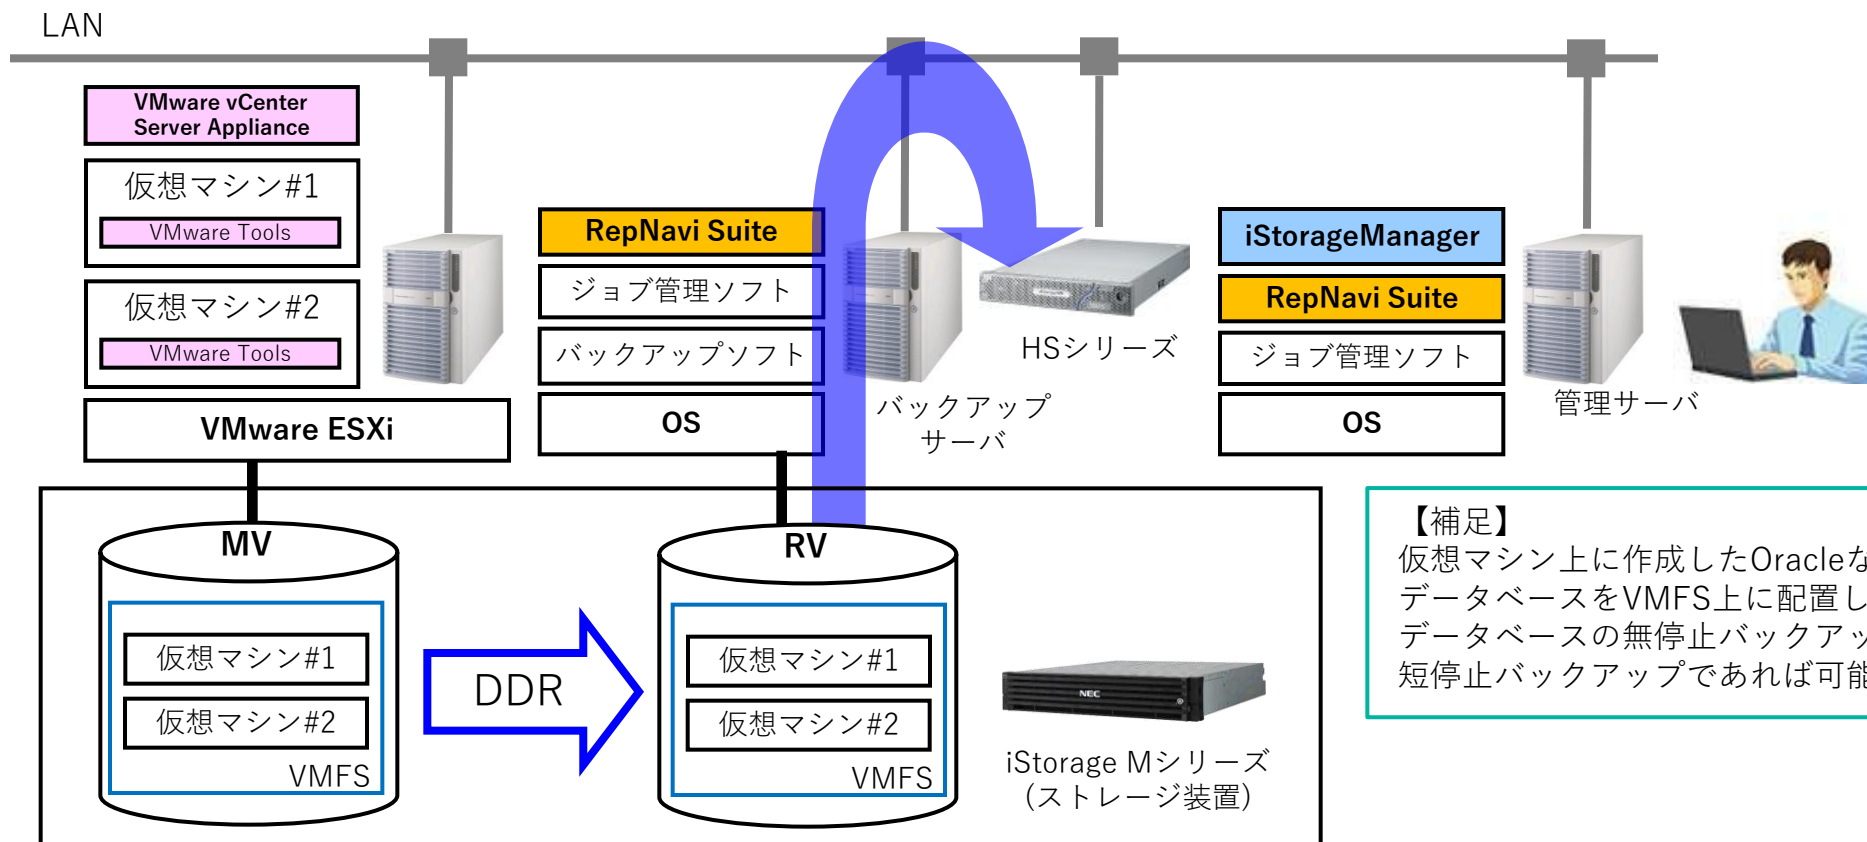 LAN
VMware vCenter
Server Appliance
仮想マシン#1
VMware Tools
仮想マシン#2
VMware Tools
VMware ESXi
RepNavi Suite
ジョブ管理ソフト
バックアップソフト
OS
バックアップ
サーバ
HSシリーズ
iStorageManager
RepNavi Suite
ジョブ管理ソフト
OS
管理サーバ
MV
仮想マシン#1
仮想マシン#2
VMFS
DDR
RV
仮想マシン#1
仮想マシン#2
VMFS
NEC
iStorage Mシリーズ
(ストレージ装置)
【補足】
仮想マシン上に作成したOracleな
データベースをVMFS上に配置し
データベースの無停止バックアッ
短停止バックアップであれば可能